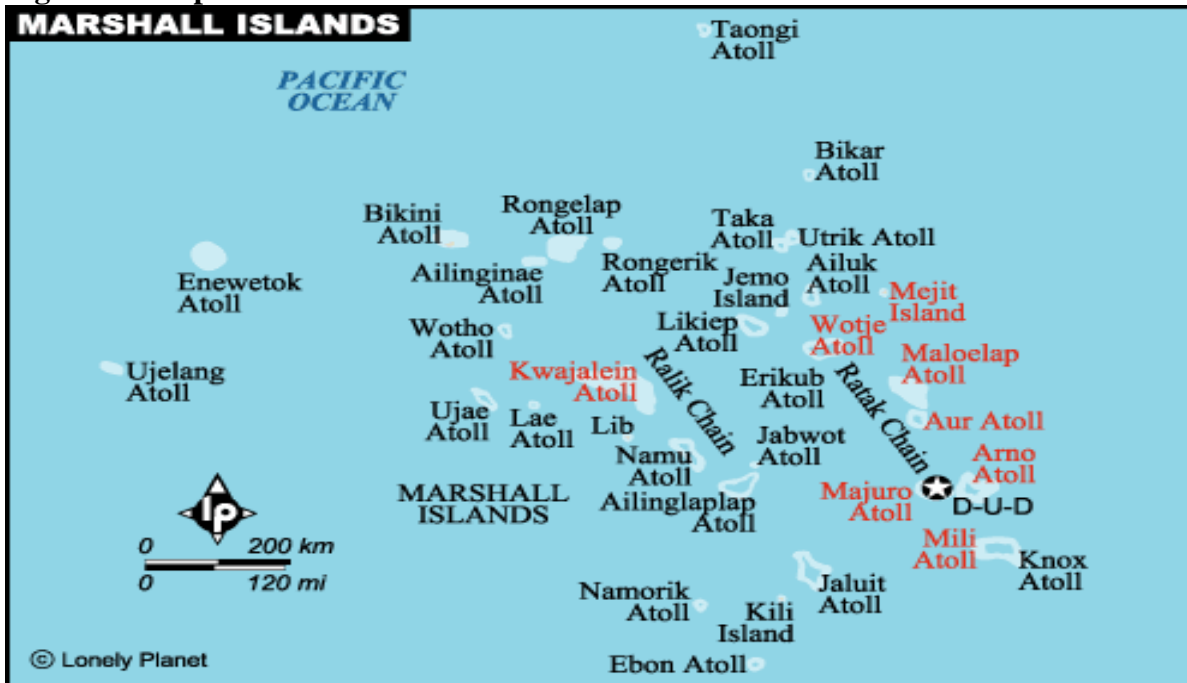 MARSHALL ISLANDS
Taongi
Atoll
PACIFIC
OCEAN
Bikar
Atoll
Bikini
Atoll
Rongelap
Atoll
Taka
Atoll
Utrik Atoll
Enewetok
Atoll
Ailinginae
Atoll
Rongerik
Atoll
Jemo
Island
Ailuk
Atoll
Mejit
Island
Wotho
Atoll
Likiep
Atoll
Wotje
Atoll
Maloelap
Atoll
Ujelang
Atoll
Kwajalein
Atoll
Ralik Chain
Erikub
Atoll
Ratak Chain
Ujae
Atoll
Lae
Atoll
Lib
Aur Atoll
Namu
Atoll
Jabwot
Atoll
Arno
Atoll
MARSHALL
ISLANDS
Ailinglaplap
Atoll
Majuro
Atoll
D-U-D
lp
0 200 km
0 120 mi
Mili
Atoll
Knox
Atoll
Jaluit
Atoll
Namorik
Atoll
Kili
Island
Ebon Atoll
© Lonely Planet